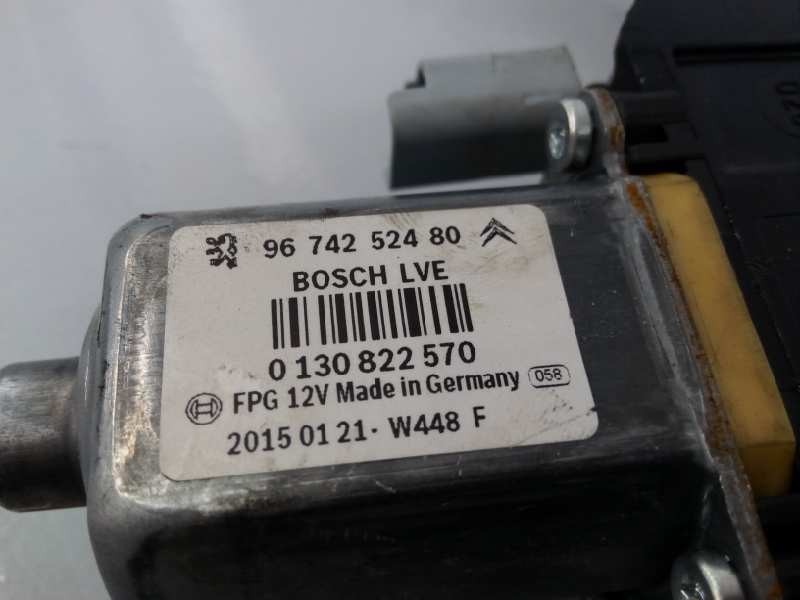 96 742 524 80
BOSCH LVE
0 130 822 570
FPG 12V Made in Germany 058
2015 01 21 · W448 F